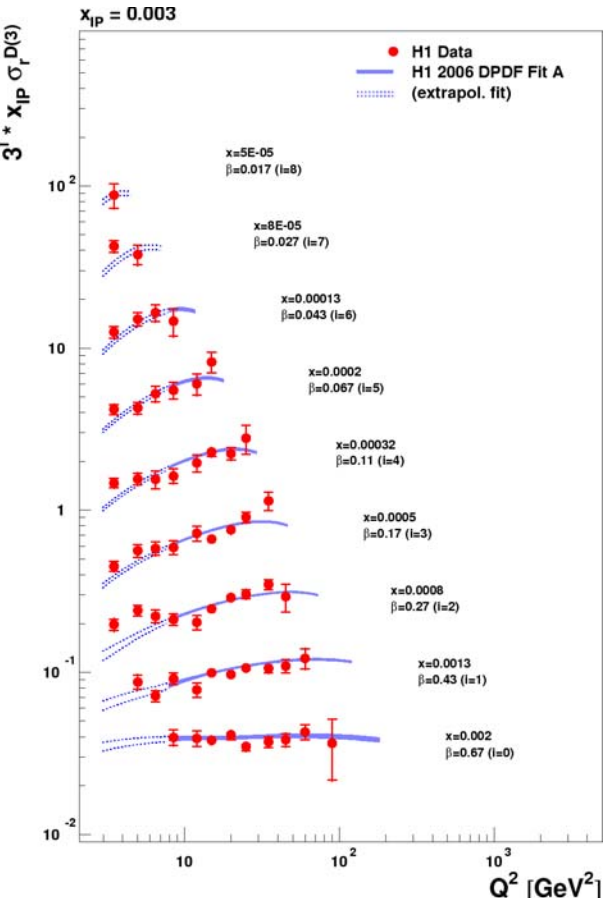 x_IP = 0.003
3^i * x_IP σ_r^D(3)
H1 Data
H1 2006 DPDF Fit A
(extrapol. fit)
x=5E-05
β=0.017 (i=8)
x=8E-05
β=0.027 (i=7)
x=0.00013
β=0.043 (i=6)
x=0.0002
β=0.067 (i=5)
x=0.00032
β=0.11 (i=4)
x=0.0005
β=0.17 (i=3)
x=0.0008
β=0.27 (i=2)
x=0.0013
β=0.43 (i=1)
x=0.002
β=0.67 (i=0)
10^2
10
1
10^-1
10^-2
10 10^2 10^3
Q^2 [GeV^2]